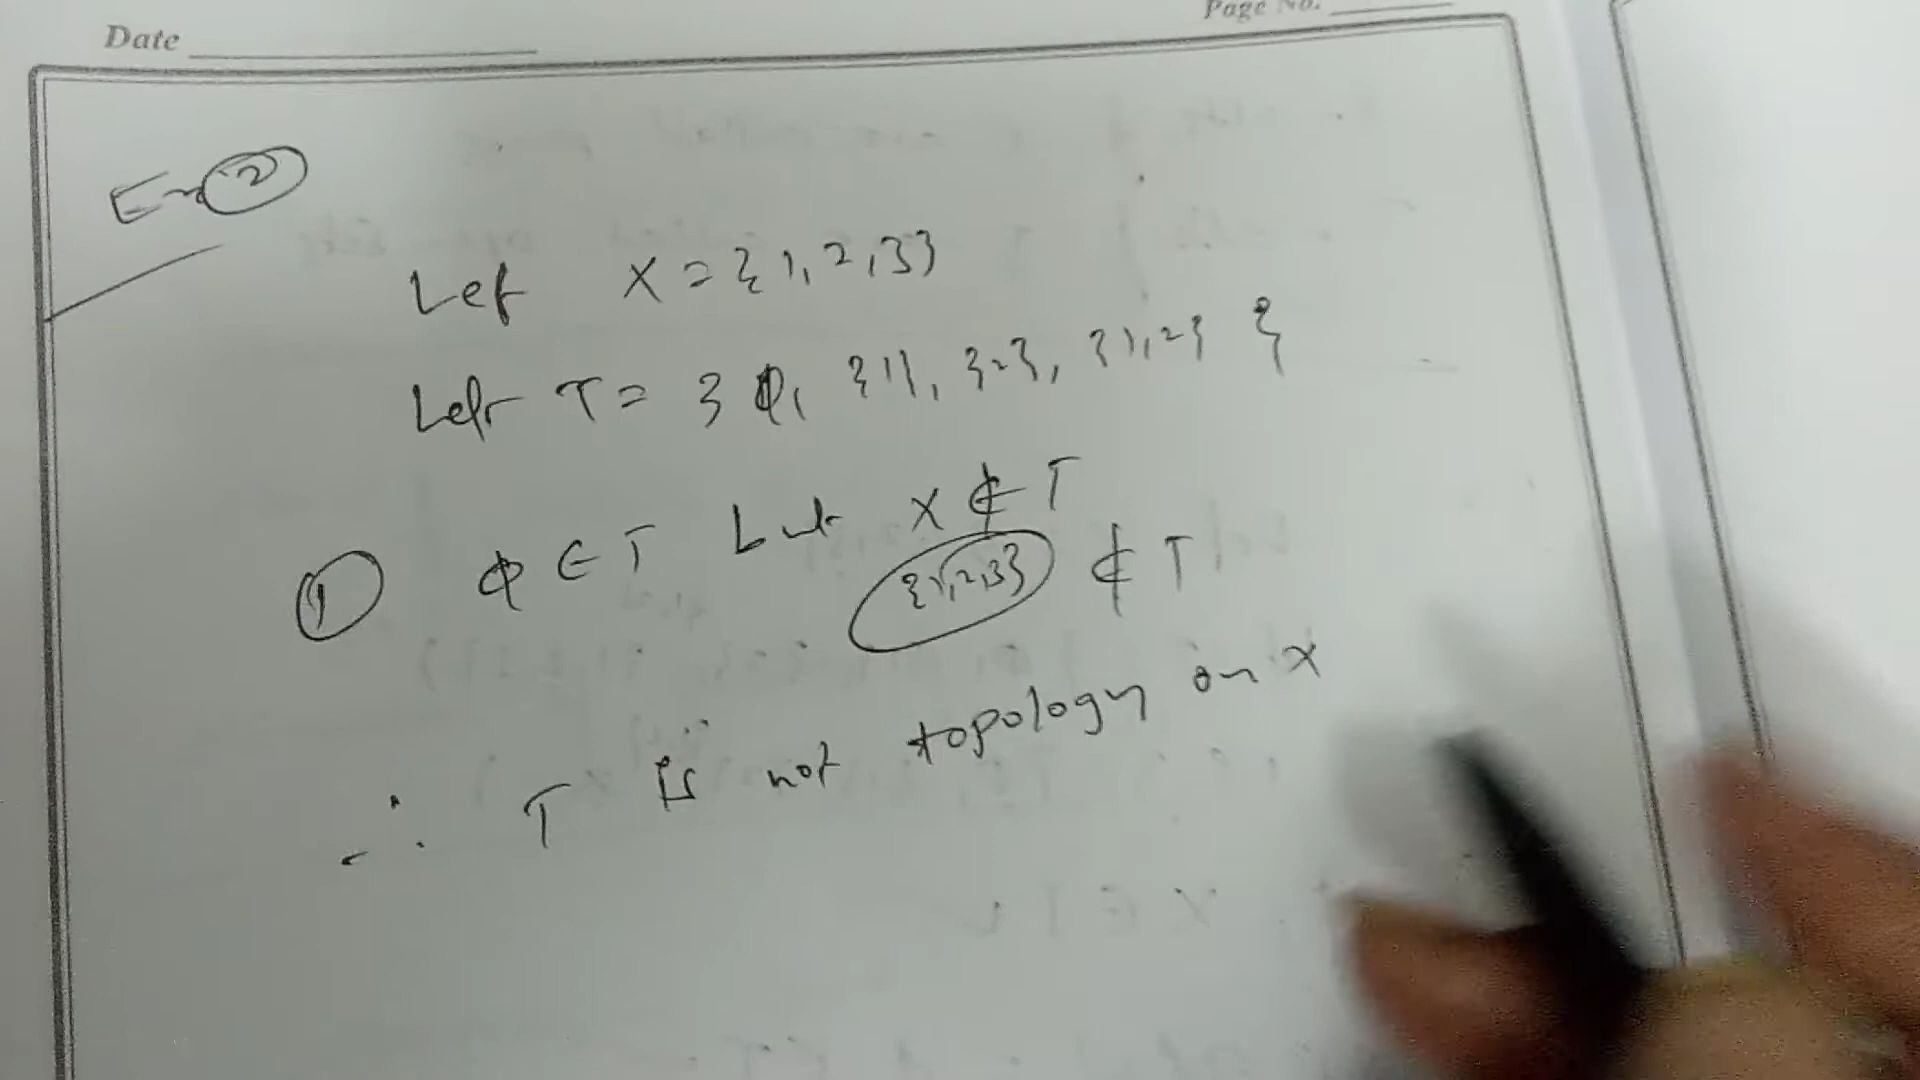 Date
Page No.
Ex ②
Let X = {1, 2, 3}
Let T = { ϕ, {1}, {2}, {1, 2} }
① ϕ ∈ T but X ∉ T
{1, 2, 3} ∉ T
∴ T is not topology on X